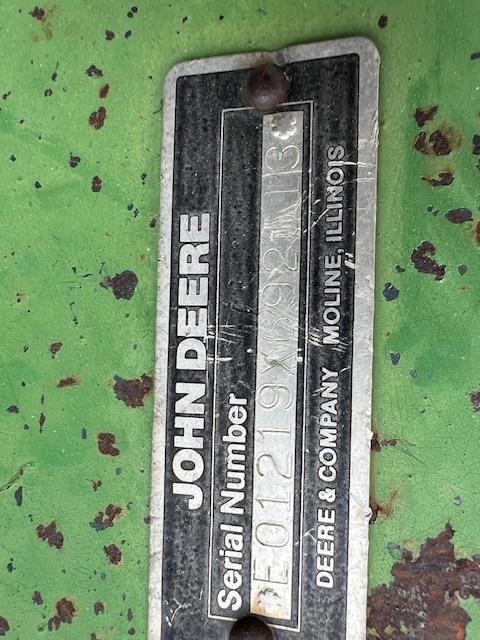 JOHN DEERE
Serial Number
DEERE & COMPANY MOLINE, ILLINOIS